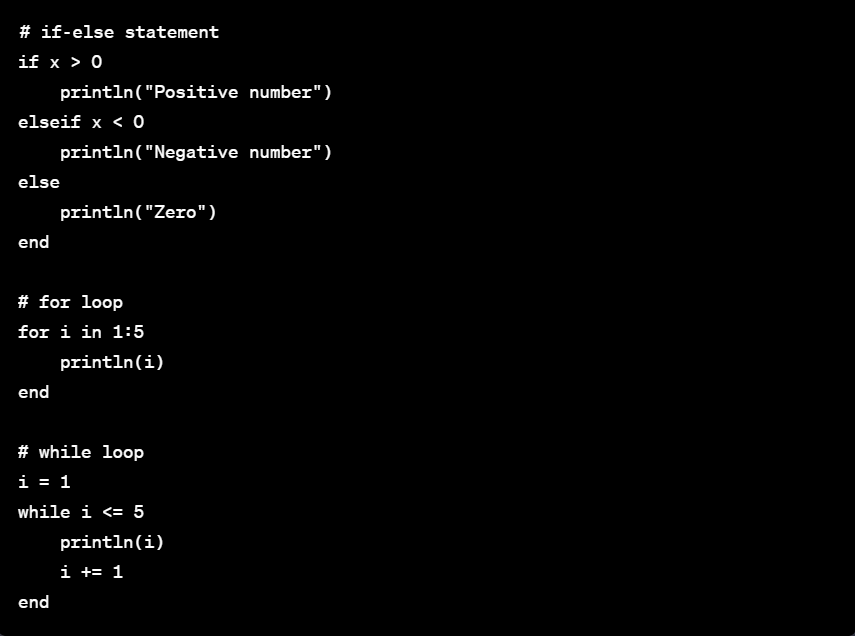 # if-else statement
if x > 0
    println("Positive number")
elseif x < 0
    println("Negative number")
else
    println("Zero")
end

# for loop
for i in 1:5
    println(i)
end

# while loop
i = 1
while i <= 5
    println(i)
    i += 1
end